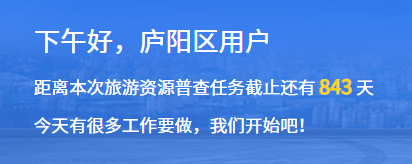 下午好，庐阳区用户
距离本次旅游资源普查任务截止还有 843 天
今天有很多工作要做，我们开始吧！